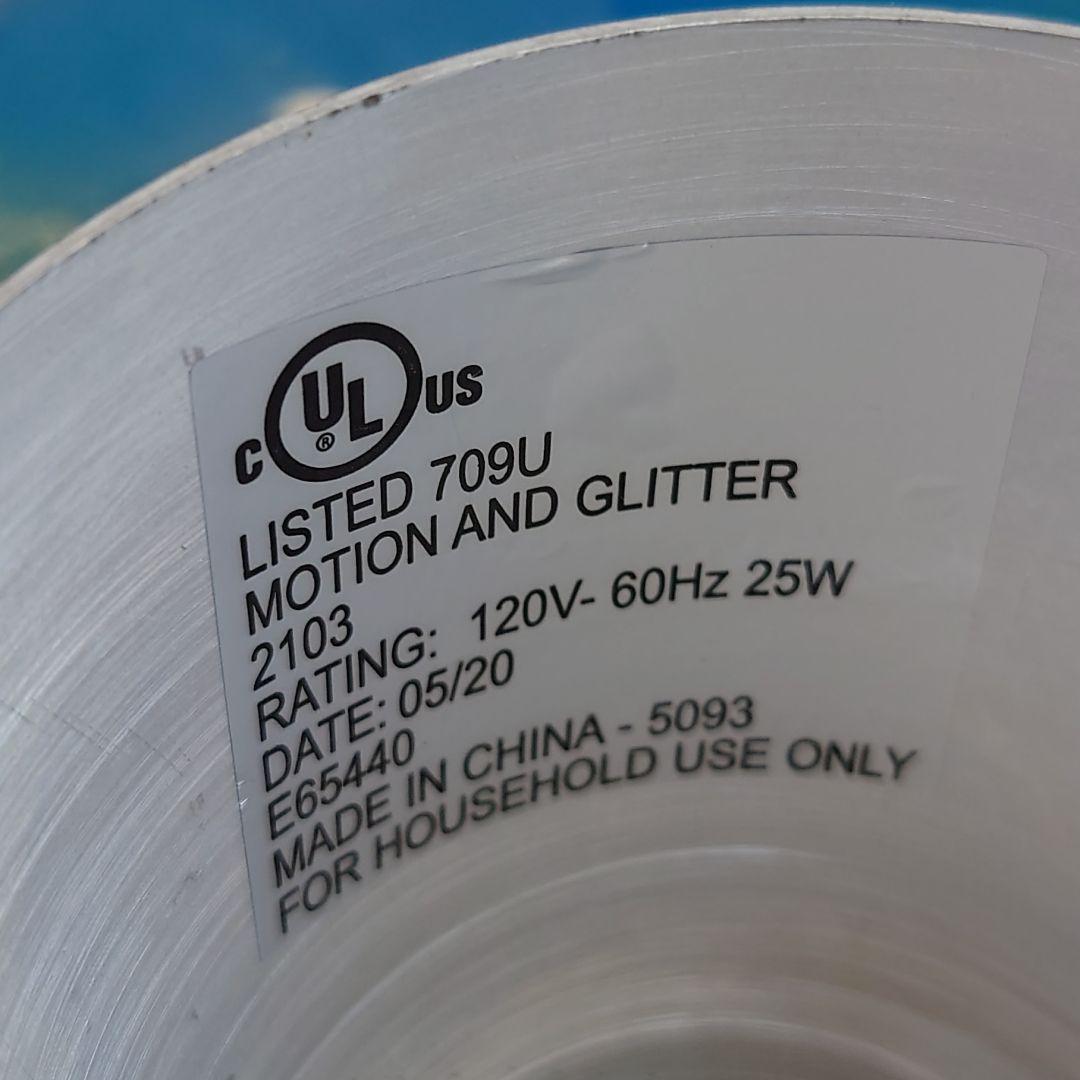 C UL® US
LISTED 709U
MOTION AND GLITTER
2103
RATING: 120V- 60Hz 25W
DATE: 05/20
E65440
MADE IN CHINA - 5093
FOR HOUSEHOLD USE ONLY